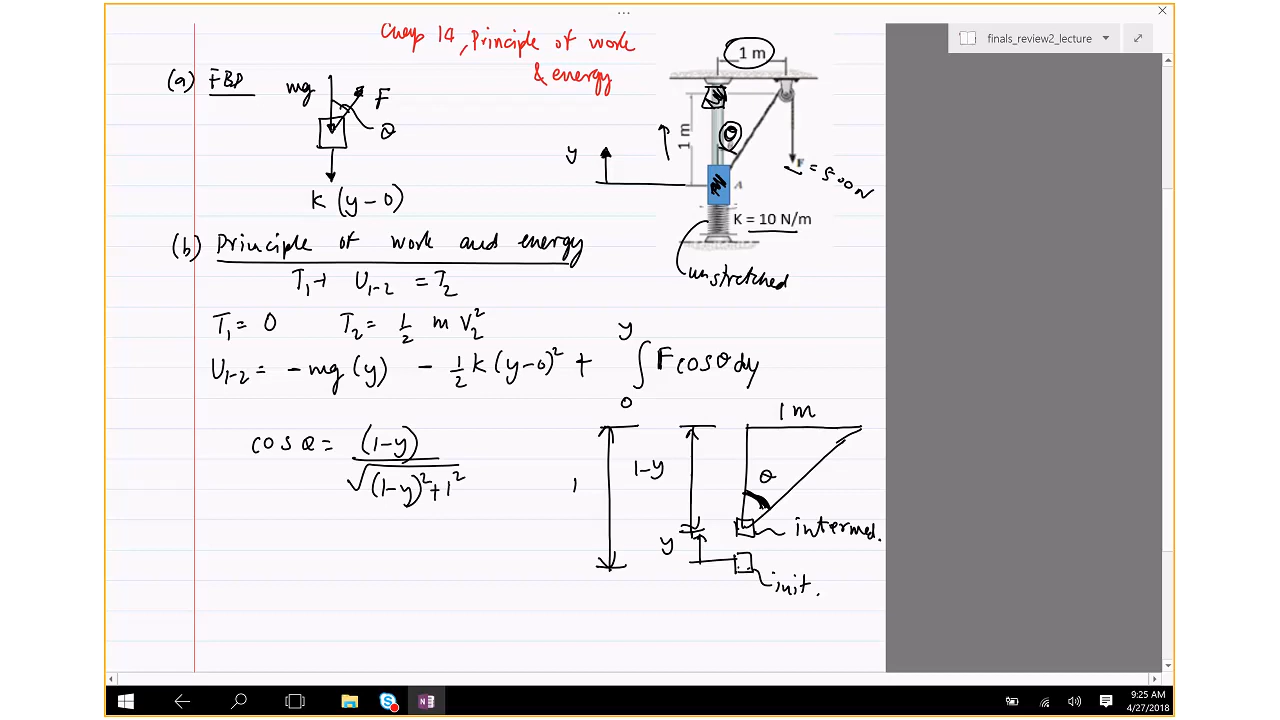 Chap 14, Principle of work
& energy
finals_review2_lecture
(a) FBD
mg
F
θ
K (y-0)
1 m
1 m
θ
y
A
F = 500N
K = 10 N/m
unstretched
(b) Principle of work and energy
T₁+ U₁₋₂ = T₂
T₁ = 0 T₂ = 1/2 m V₂²
U₁₋₂ = - mg (y) - 1/2 k (y-0)² + ∫₀ʸ F cos θ dy
cos θ = (1-y) / √(1-y)²+1²
1 m
1-y
θ
1
y
intermed.
init.
9:25 AM
4/27/2018